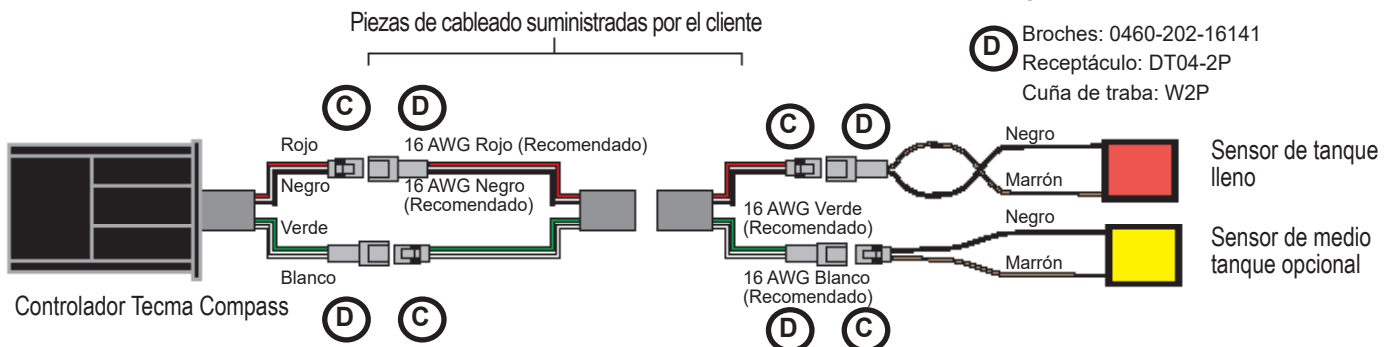 Piezas de cableado suministradas por el cliente
D
Broches: 0460-202-16141
Receptáculo: DT04-2P
Cuña de traba: W2P
C
D
C
D
Rojo
16 AWG Rojo (Recomendado)
Negro
16 AWG Negro
(Recomendado)
Verde
Blanco
16 AWG Verde
(Recomendado)
16 AWG Blanco
(Recomendado)
Negro
Marrón
Sensor de tanque
lleno
Negro
Marrón
Sensor de medio
tanque opcional
Controlador Tecma Compass
D
C
D
C